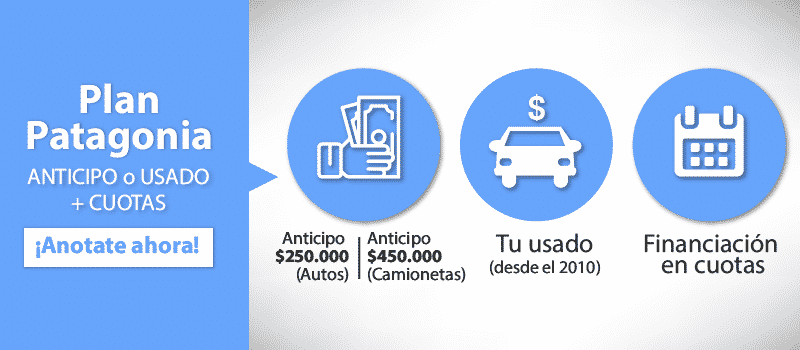 Plan
Patagonia
ANTICIPO o USADO
+ CUOTAS
¡Anotate ahora!
Anticipo
$250.000
(Autos)
Anticipo
$450.000
(Camionetas)
$
Tu usado
(desde el 2010)
Financiación
en cuotas